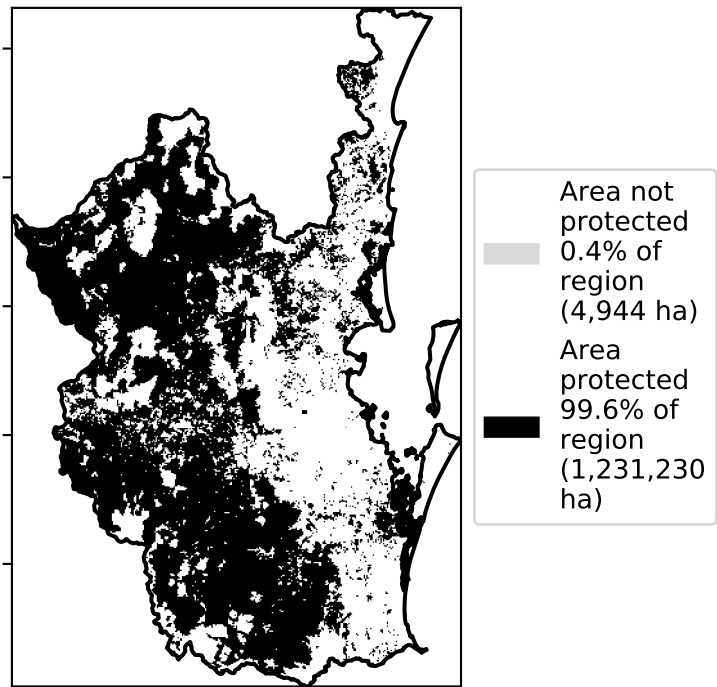 Area not
protected
0.4% of
region
(4,944 ha)
Area
protected
99.6% of
region
(1,231,230
ha)